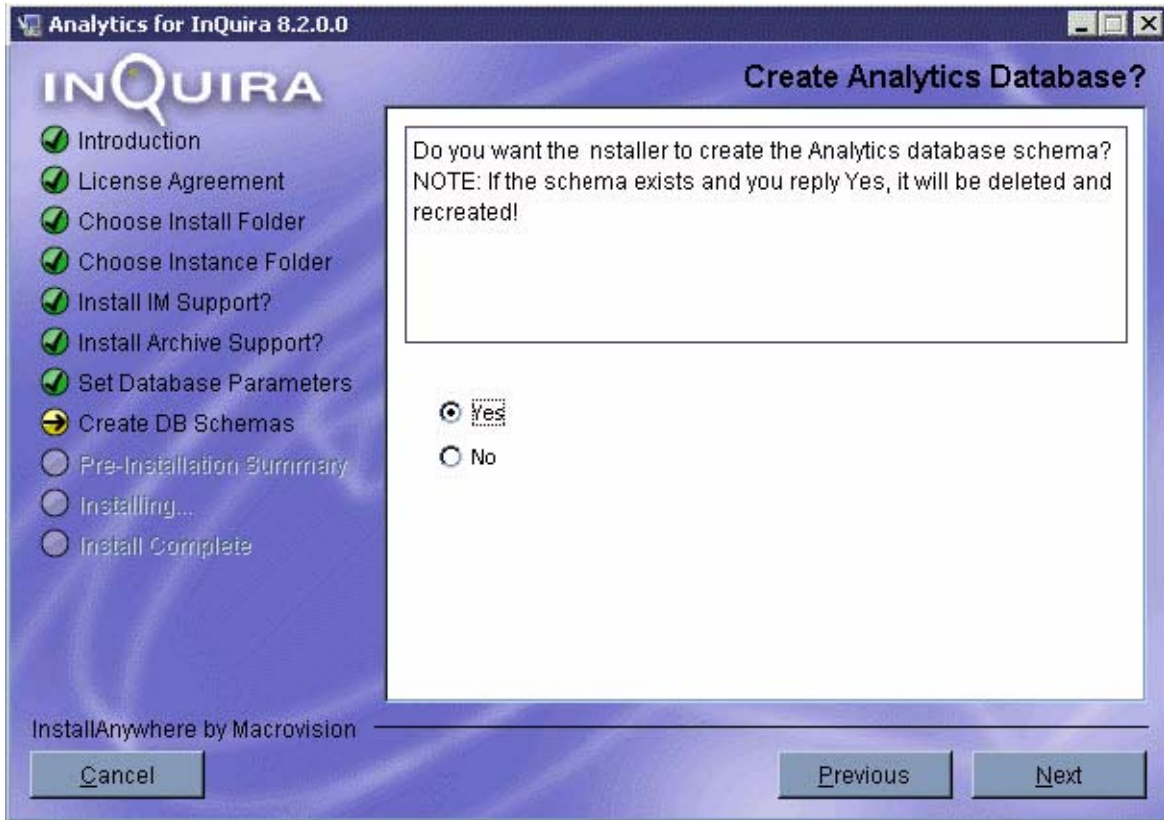 Analytics for InQuira 8.2.0.0
INQUIRA
Create Analytics Database?
Introduction
License Agreement
Choose Install Folder
Choose Instance Folder
Install IM Support?
Install Archive Support?
Set Database Parameters
Create DB Schemas
Pre-Installation Summary
Installing...
Install Complete
Do you want the nstaller to create the Analytics database schema?
NOTE: If the schema exists and you reply Yes, it will be deleted and
recreated!
Yes
No
InstallAnywhere by Macrovision
Cancel
Previous
Next